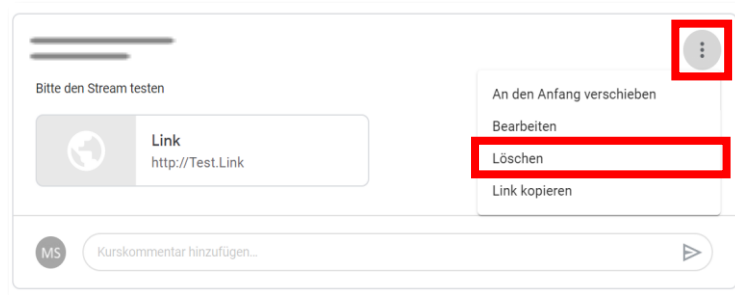 Bitte den Stream testen
Link
http://Test.Link
An den Anfang verschieben
Bearbeiten
Löschen
Link kopieren
MS
Kurskommentar hinzufügen...